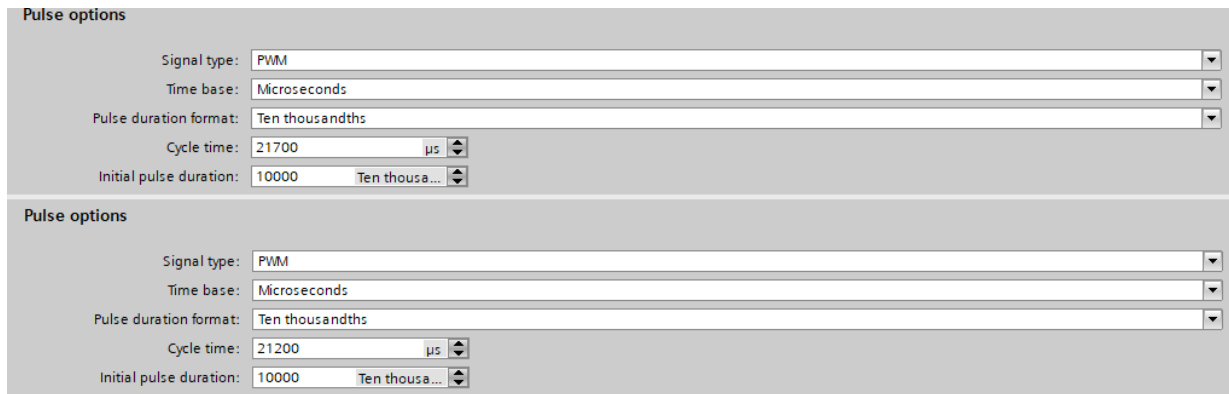 Pulse options
Signal type: PWM
Time base: Microseconds
Pulse duration format: Ten thousandths
Cycle time: 21700 µs
Initial pulse duration: 10000 Ten thousa...
Pulse options
Signal type: PWM
Time base: Microseconds
Pulse duration format: Ten thousandths
Cycle time: 21200 µs
Initial pulse duration: 10000 Ten thousa...